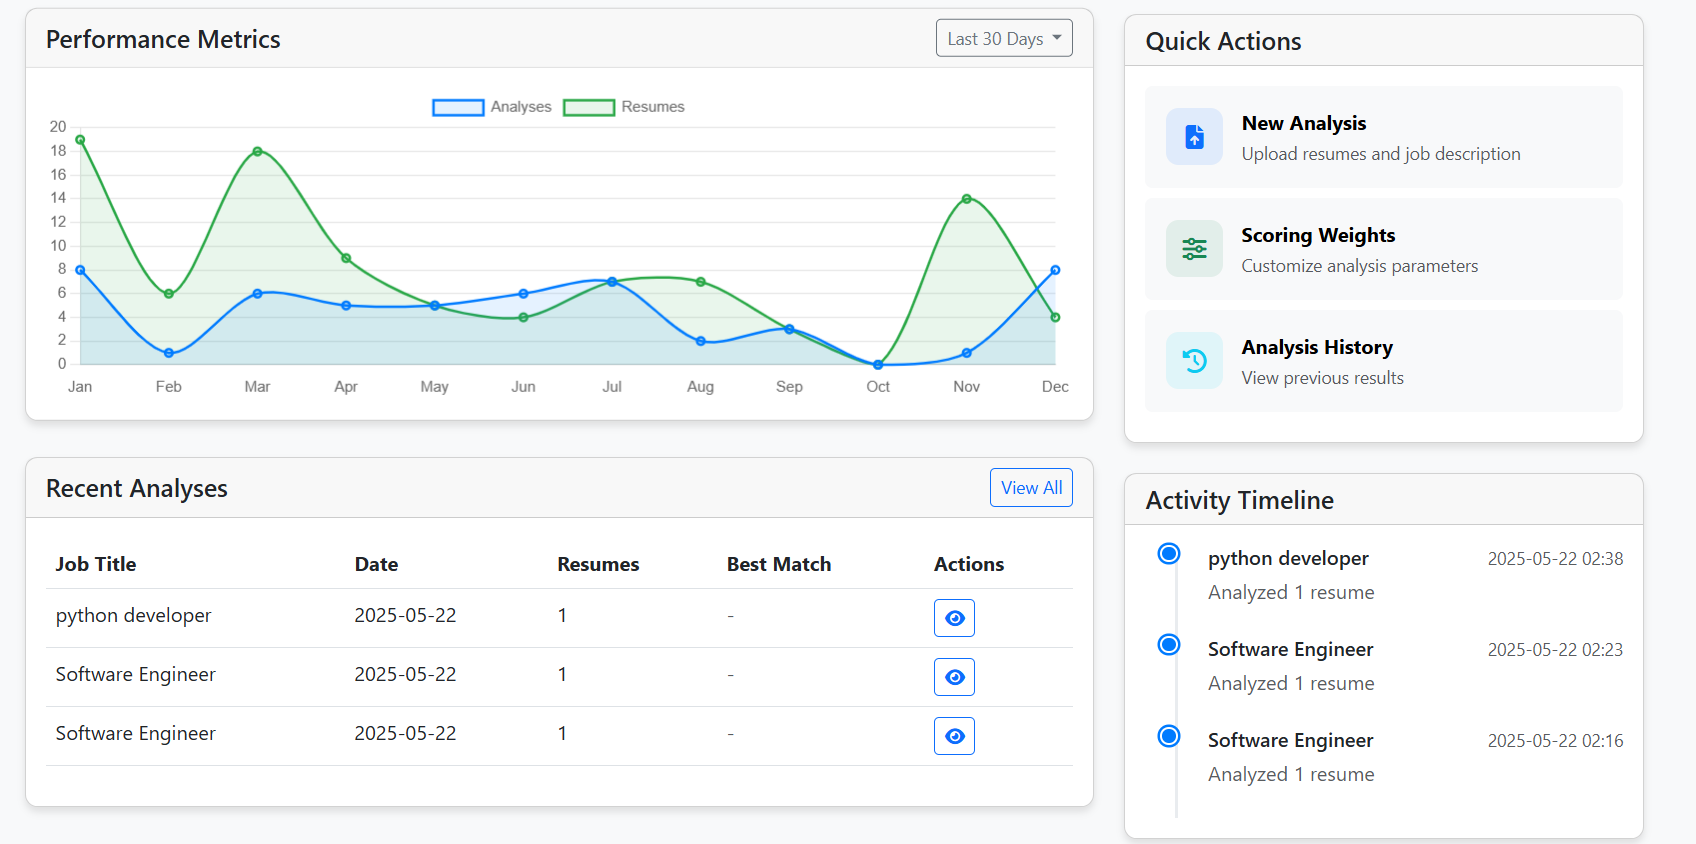 Performance Metrics
Last 30 Days
Analyses Resumes
20
18
16
14
12
10
8
6
4
2
0
Jan Feb Mar Apr May Jun Jul Aug Sep Oct Nov Dec
Quick Actions
New Analysis
Upload resumes and job description
Scoring Weights
Customize analysis parameters
Analysis History
View previous results
Recent Analyses
View All
Job Title Date Resumes Best Match Actions
python developer 2025-05-22 1 -
Software Engineer 2025-05-22 1 -
Software Engineer 2025-05-22 1 -
Activity Timeline
python developer 2025-05-22 02:38
Analyzed 1 resume
Software Engineer 2025-05-22 02:23
Analyzed 1 resume
Software Engineer 2025-05-22 02:16
Analyzed 1 resume